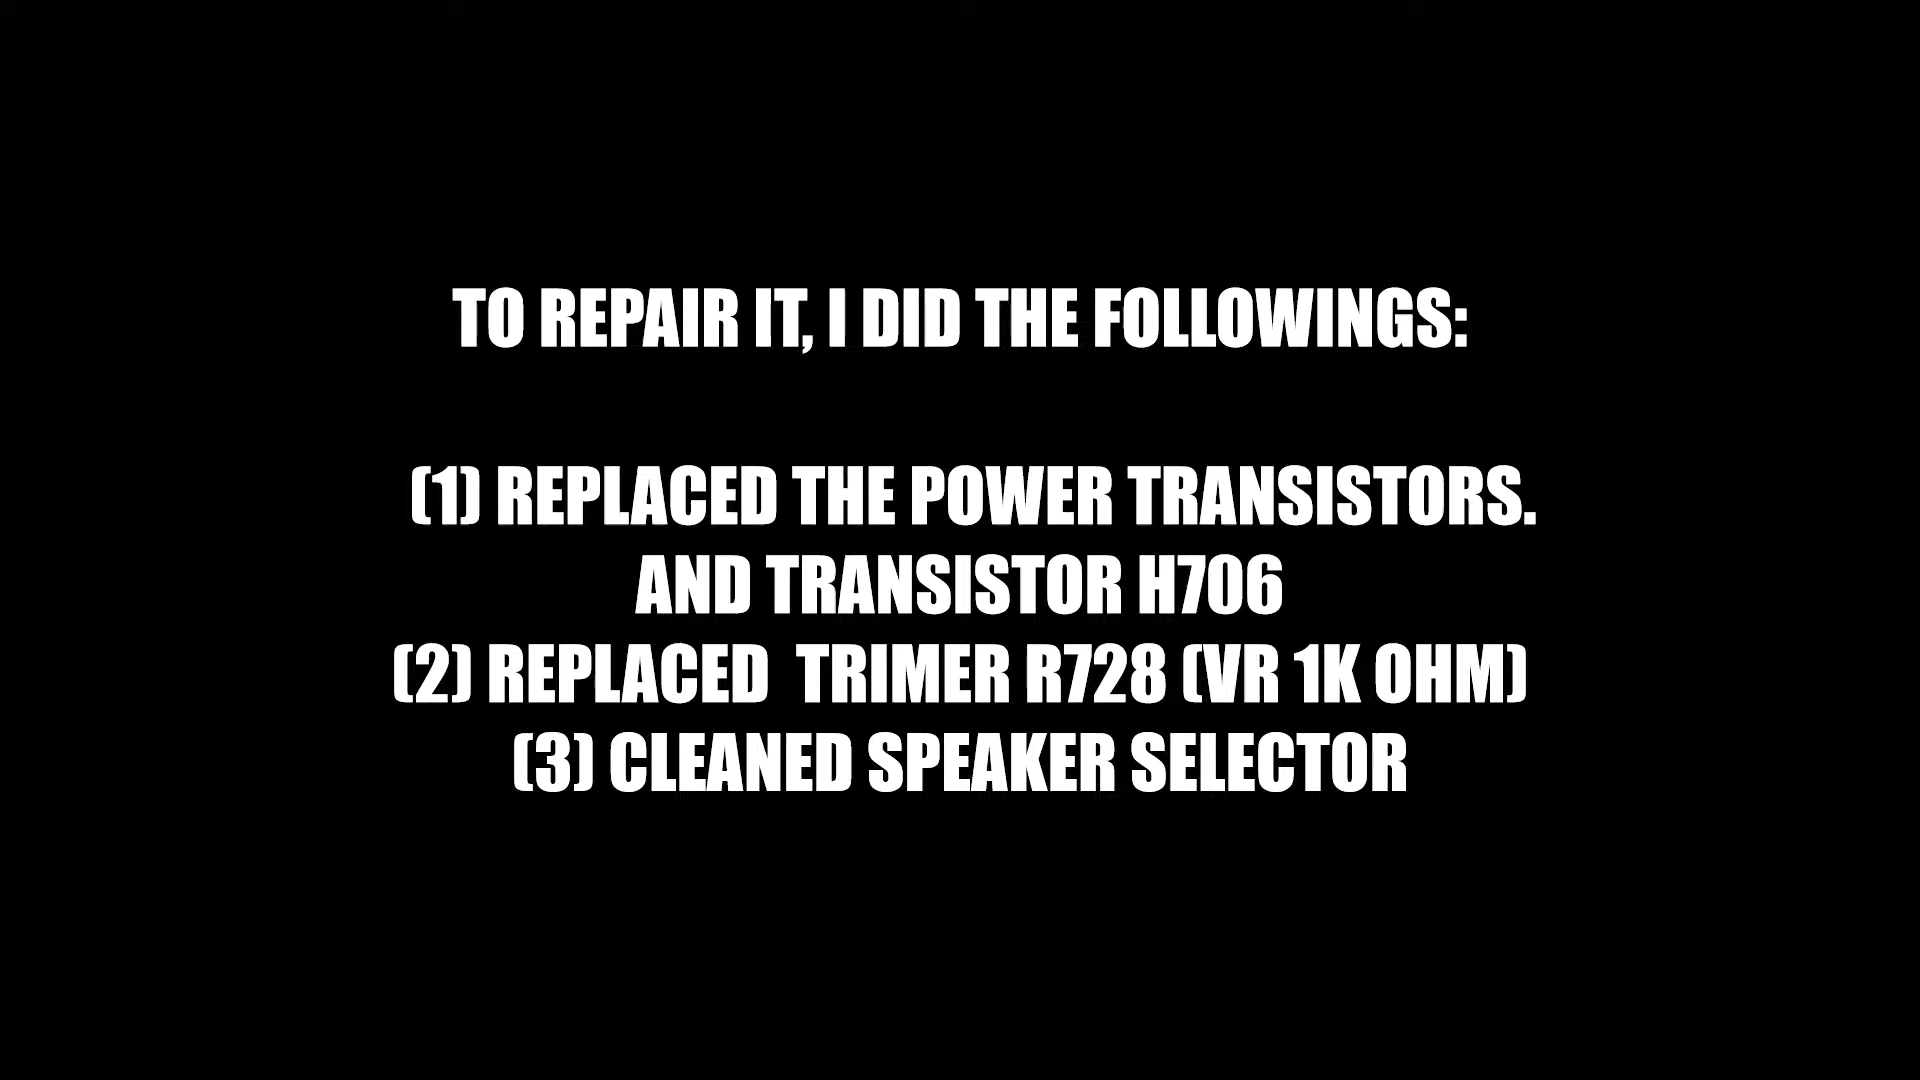 TO REPAIR IT, I DID THE FOLLOWINGS:
(1) REPLACED THE POWER TRANSISTORS.
AND TRANSISTOR H706
(2) REPLACED  TRIMER R728 (VR 1K OHM)
(3) CLEANED SPEAKER SELECTOR